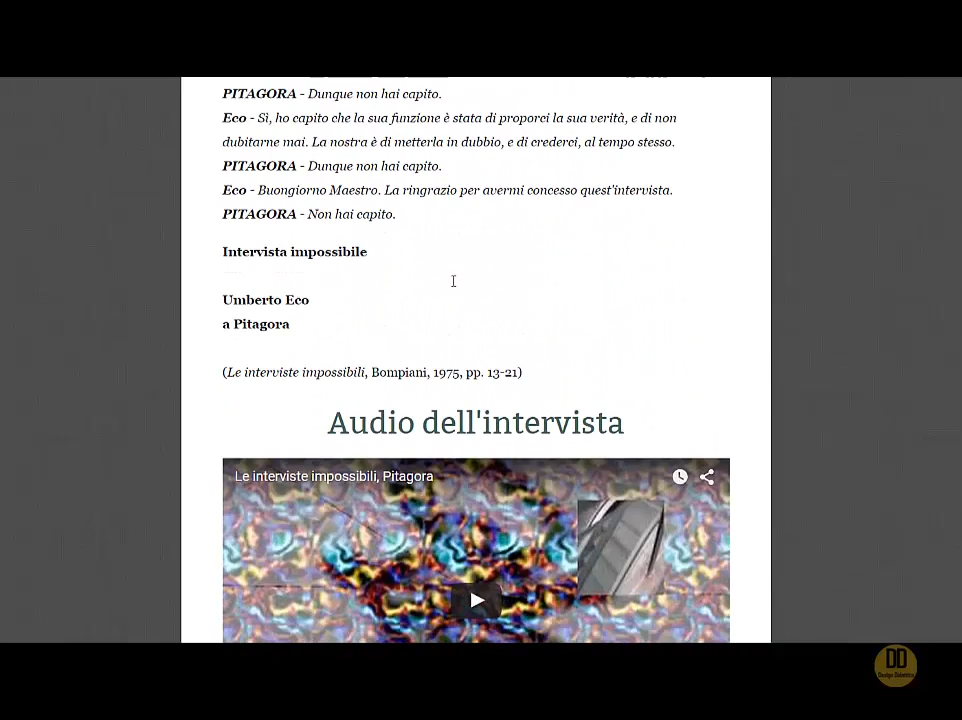 PITAGORA - Dunque non hai capito.
Eco - Sì, ho capito che la sua funzione è stata di proporci la sua verità, e di non
dubitarne mai. La nostra è di metterla in dubbio, e di crederci, al tempo stesso.
PITAGORA - Dunque non hai capito.
Eco - Buongiorno Maestro. La ringrazio per avermi concesso quest'intervista.
PITAGORA - Non hai capito.
Intervista impossibile
Umberto Eco
a Pitagora
(Le interviste impossibili, Bompiani, 1975, pp. 13-21)
Audio dell'intervista
Le interviste impossibili, Pitagora
DD